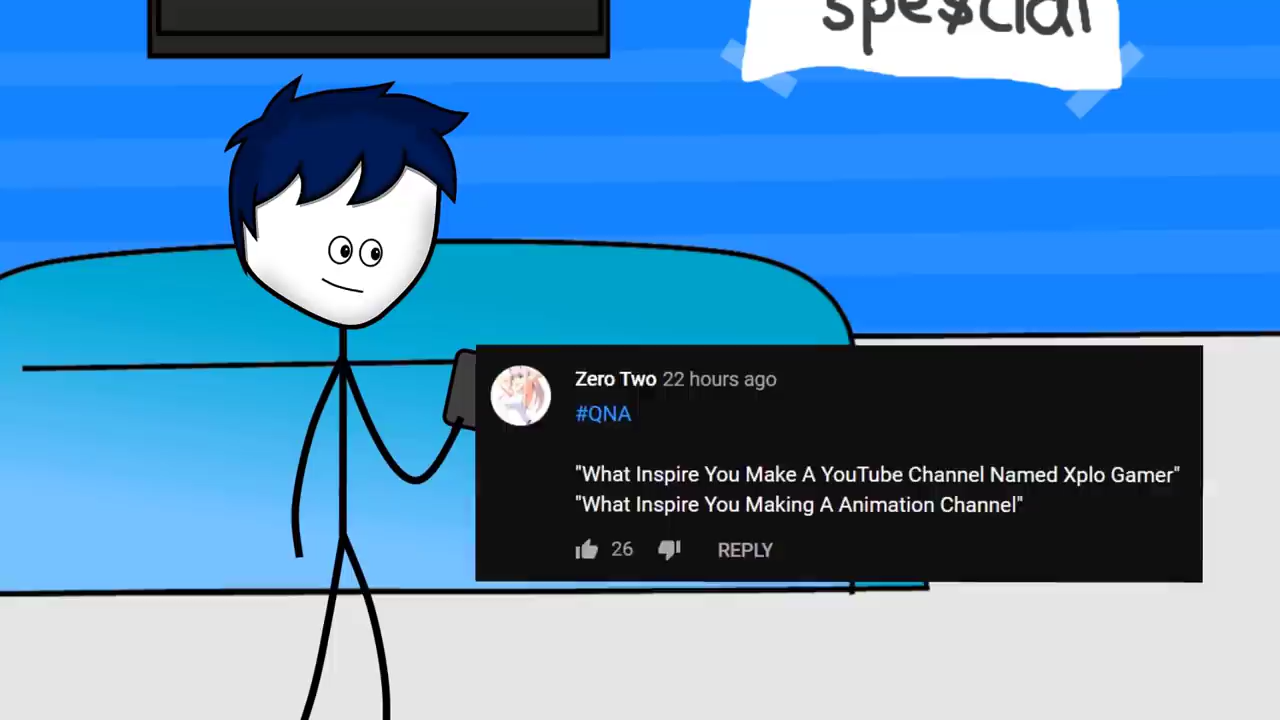 spe$cial
Zero Two 22 hours ago
#QNA
"What Inspire You Make A YouTube Channel Named Xplo Gamer"
"What Inspire You Making A Animation Channel"
26 REPLY